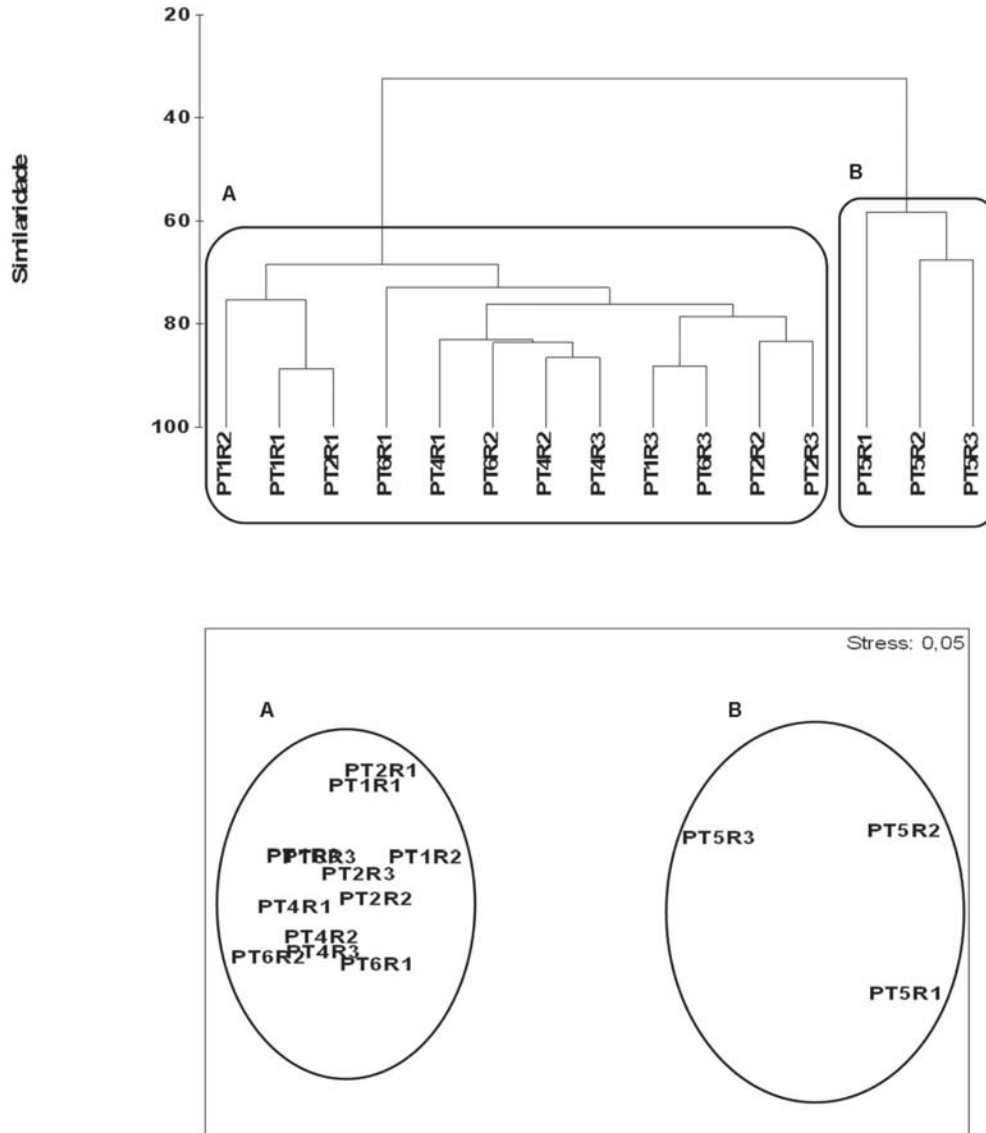 Similaridade
20
40
60
80
100
A
B
PT1R2
PT1R1
PT2R1
PT6R1
PT4R1
PT6R2
PT4R2
PT4R3
PT1R3
PT6R3
PT2R2
PT2R3
PT5R1
PT5R2
PT5R3
Stress: 0,05
A
B
PT2R1
PT1R1
PT1R2
PT2R3
PT2R2
PT4R1
PT4R2
PT4R3
PT6R2
PT6R1
PT5R3
PT5R2
PT5R1